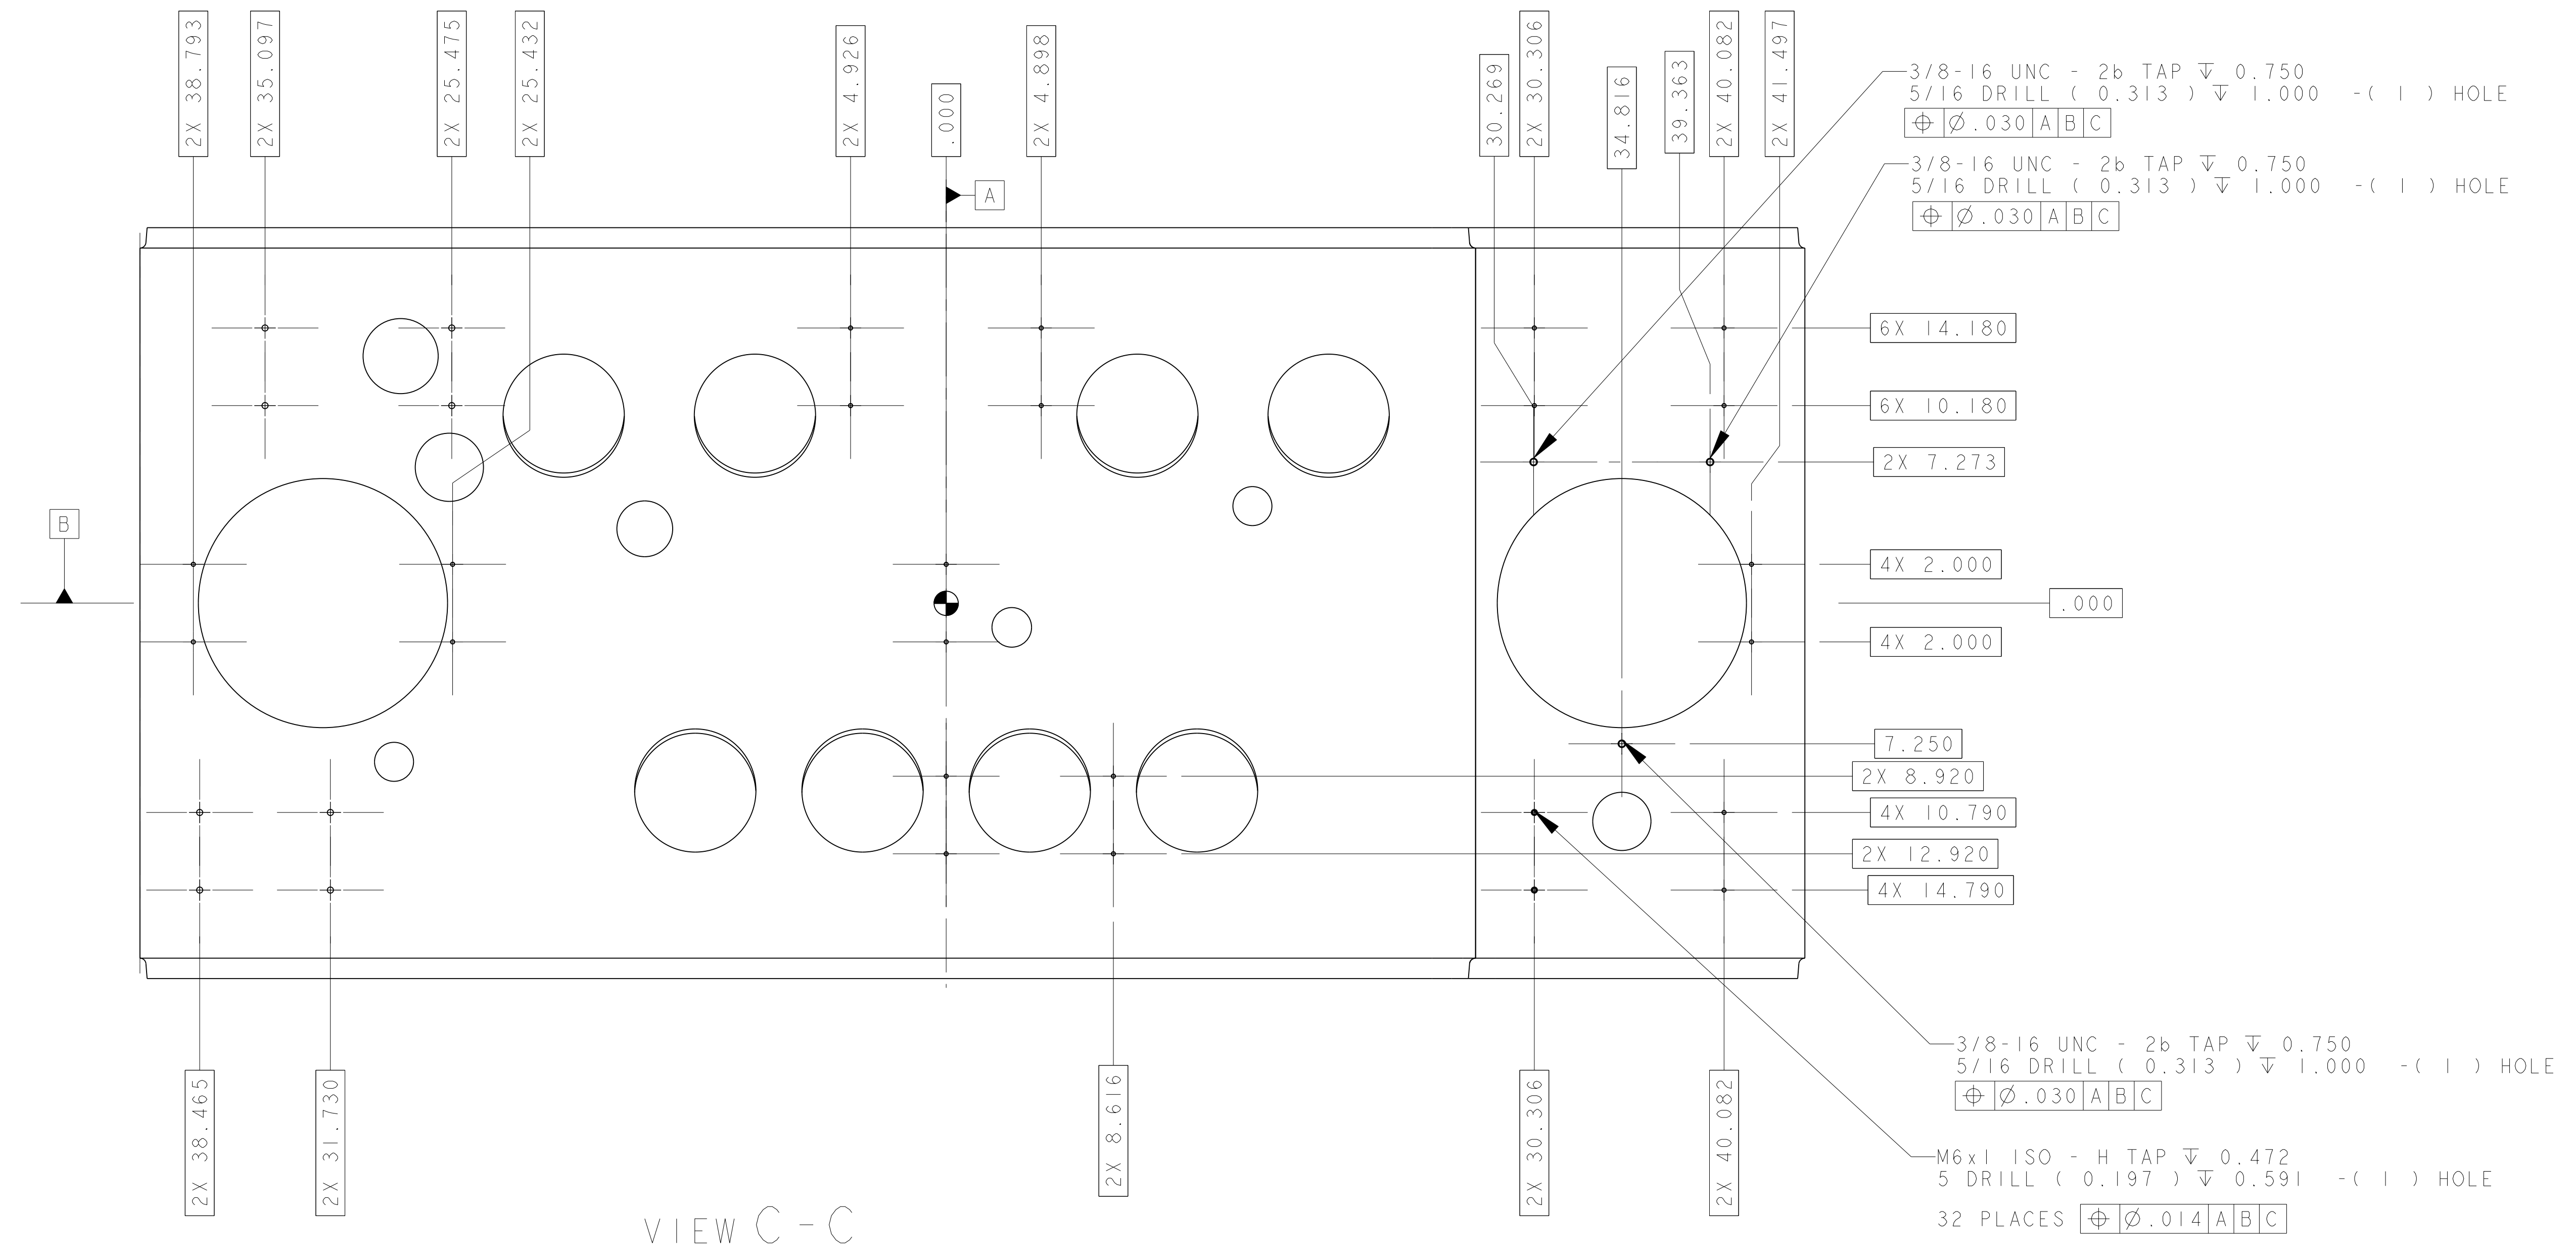 2X 38.793
2X 35.097
2X 25.475
2X 25.432
2X 4.926
.000
2X 4.898
30.269
2X 30.306
34.816
39.363
2X 40.082
2X 41.497
A
3/8-16 UNC - 2b TAP ↧ 0.750
5/16 DRILL ( 0.313 ) ↧ 1.000 -( 1 ) HOLE
⌖ ∅.030 A B C
3/8-16 UNC - 2b TAP ↧ 0.750
5/16 DRILL ( 0.313 ) ↧ 1.000 -( 1 ) HOLE
⌖ ∅.030 A B C
6X 14.180
6X 10.180
2X 7.273
B
4X 2.000
.000
4X 2.000
7.250
2X 8.920
4X 10.790
2X 12.920
4X 14.790
2X 38.465
2X 31.730
2X 8.616
2X 30.306
2X 40.082
3/8-16 UNC - 2b TAP ↧ 0.750
5/16 DRILL ( 0.313 ) ↧ 1.000 -( 1 ) HOLE
⌖ ∅.030 A B C
M6x1 ISO - H TAP ↧ 0.472
5 DRILL ( 0.197 ) ↧ 0.591 -( 1 ) HOLE
32 PLACES ⌖ ∅.014 A B C
VIEW C-C